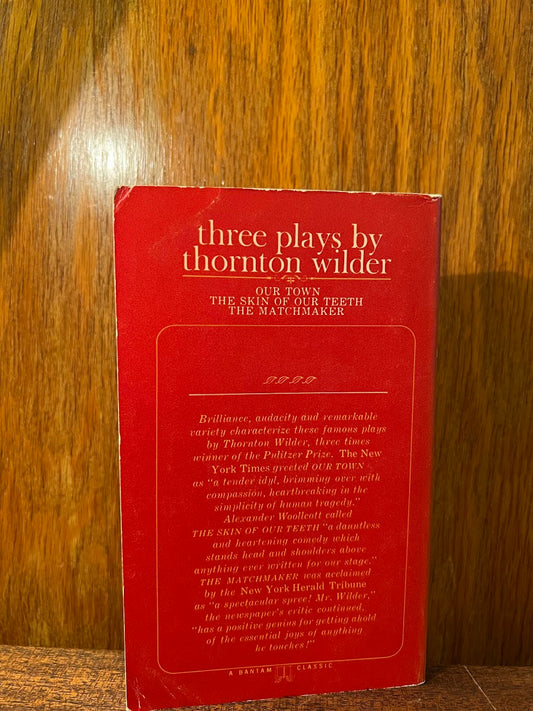 three plays by
thornton wilder
OUR TOWN
THE SKIN OF OUR TEETH
THE MATCHMAKER
Brilliance, audacity and remarkable
variety characterize these famous plays
by Thornton Wilder, three times
winner of the Pulitzer Prize. The New
York Times greeted OUR TOWN
as "a tender idyl, brimming over with
compassion, heartbreaking in the
simplicity of human tragedy."
Alexander Woollcott called
THE SKIN OF OUR TEETH "a dauntless
and heartening comedy which
stands head and shoulders above
anything ever written for our stage."
THE MATCHMAKER was acclaimed
by the New York Herald Tribune
as "a spectacular spree! Mr. Wilder,"
the newspaper's critic continued,
"has a positive genius for getting ahold
of the essential joys of anything
he touches!"
A BANTAM CLASSIC